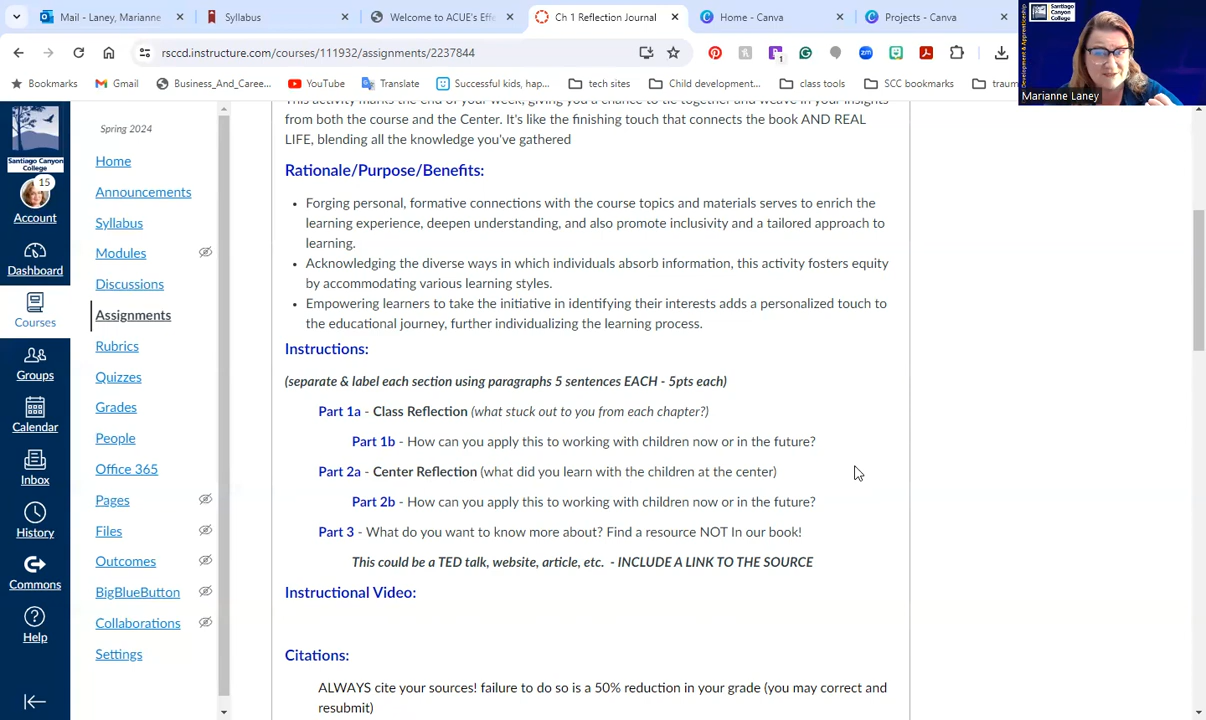 Mail - Laney, Marianne
Syllabus
Welcome to ACUE's Effe
Ch 1 Reflection Journal
Home - Canva
Projects - Canva
rsccd.instructure.com/courses/111932/assignments/2237844
Bookmarks
Gmail
Business_And_Caree...
YouTube
Translate
Successful kids, hap...
tech sites
Child development...
class tools
SCC bookmarks
traum
Santiago Canyon College
Development & Apprenticeship
Marianne Laney
Santiago Canyon College
15
Account
Dashboard
Courses
Groups
Calendar
Inbox
History
Commons
Help
Spring 2024
Home
Announcements
Syllabus
Modules
Discussions
Assignments
Rubrics
Quizzes
Grades
People
Office 365
Pages
Files
Outcomes
BigBlueButton
Collaborations
Settings
This activity marks the end of your week, giving you a chance to tie together and weave in your insights
from both the course and the Center. It's like the finishing touch that connects the book AND REAL
LIFE, blending all the knowledge you've gathered
Rationale/Purpose/Benefits:
Forging personal, formative connections with the course topics and materials serves to enrich the
learning experience, deepen understanding, and also promote inclusivity and a tailored approach to
learning.
Acknowledging the diverse ways in which individuals absorb information, this activity fosters equity
by accommodating various learning styles.
Empowering learners to take the initiative in identifying their interests adds a personalized touch to
the educational journey, further individualizing the learning process.
Instructions:
(separate & label each section using paragraphs 5 sentences EACH - 5pts each)
Part 1a - Class Reflection (what stuck out to you from each chapter?)
Part 1b - How can you apply this to working with children now or in the future?
Part 2a - Center Reflection (what did you learn with the children at the center)
Part 2b - How can you apply this to working with children now or in the future?
Part 3 - What do you want to know more about? Find a resource NOT In our book!
This could be a TED talk, website, article, etc. - INCLUDE A LINK TO THE SOURCE
Instructional Video:
Citations:
ALWAYS cite your sources! failure to do so is a 50% reduction in your grade (you may correct and
resubmit)